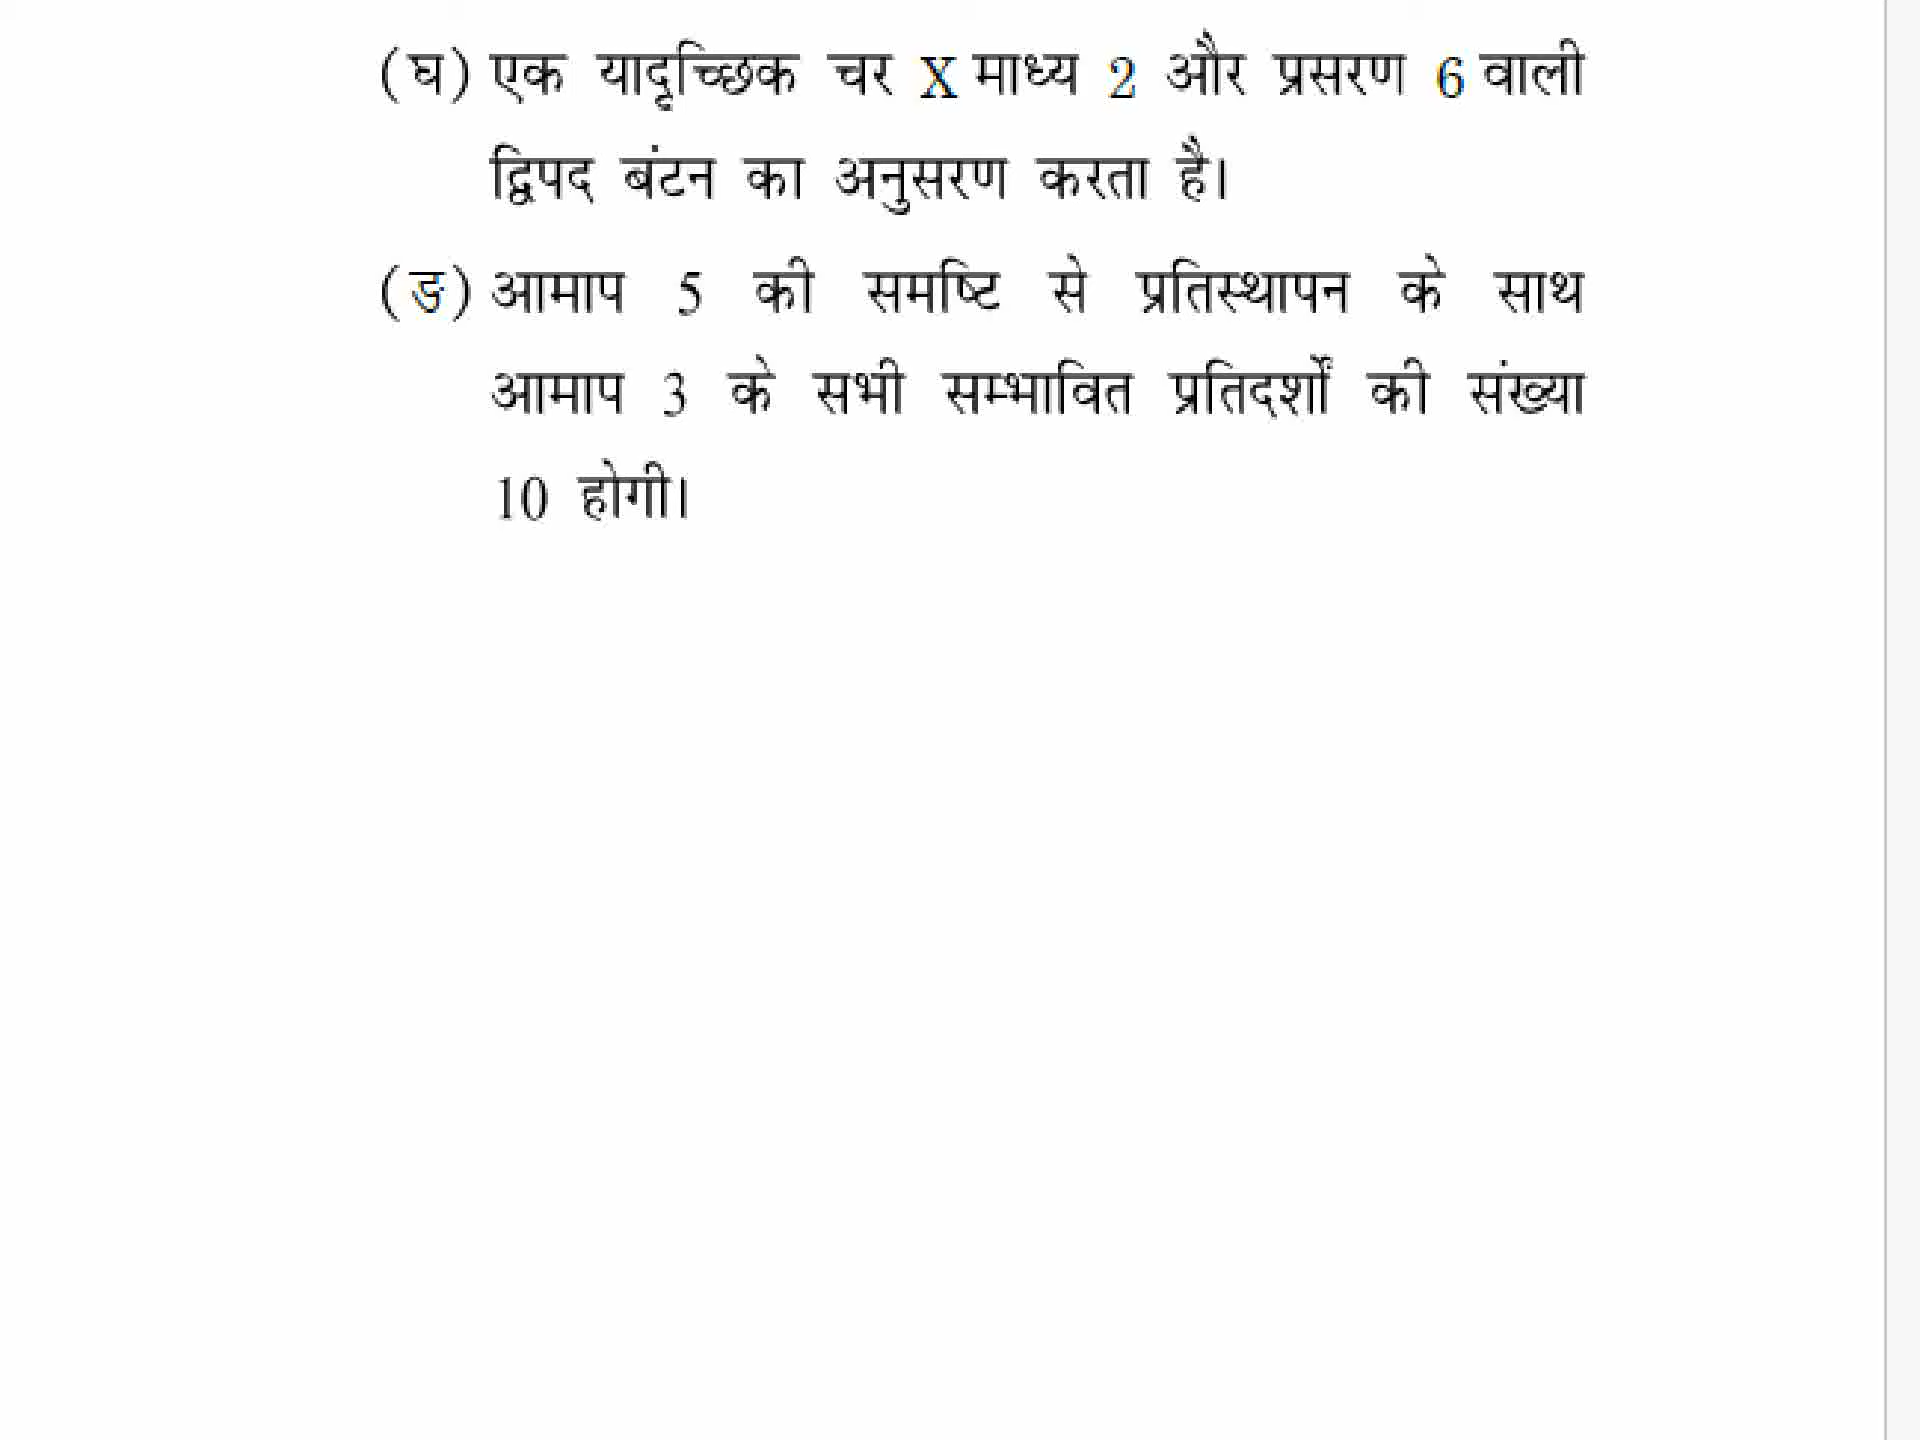 (घ) एक यादृच्छिक चर X माध्य 2 और प्रसरण 6 वाली
द्विपद बंटन का अनुसरण करता है।
(ङ) आमाप 5 की समष्टि से प्रतिस्थापन के साथ
आमाप 3 के सभी सम्भावित प्रतिदर्शों की संख्या
10 होगी।